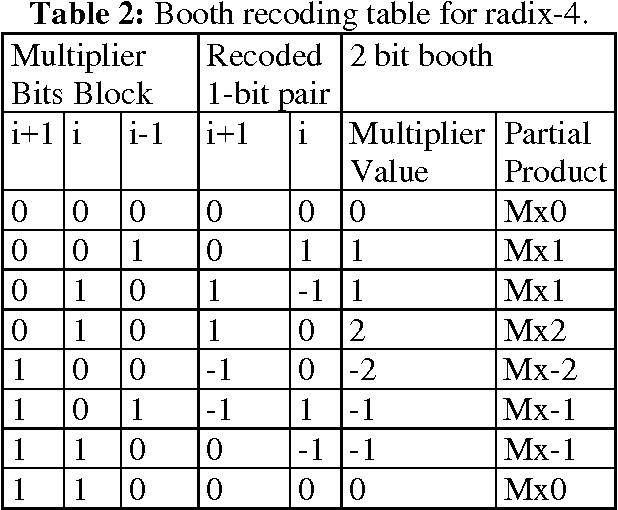 Table 2: Booth recoding table for radix-4.
Multiplier Bits Block Recoded 1-bit pair 2 bit booth
i+1 i i-1 i+1 i Multiplier Value Partial Product
0 0 0 0 0 0 Mx0
0 0 1 0 1 1 Mx1
0 1 0 1 -1 1 Mx1
0 1 0 1 0 2 Mx2
1 0 0 -1 0 -2 Mx-2
1 0 1 -1 1 -1 Mx-1
1 1 0 0 -1 -1 Mx-1
1 1 0 0 0 0 Mx0